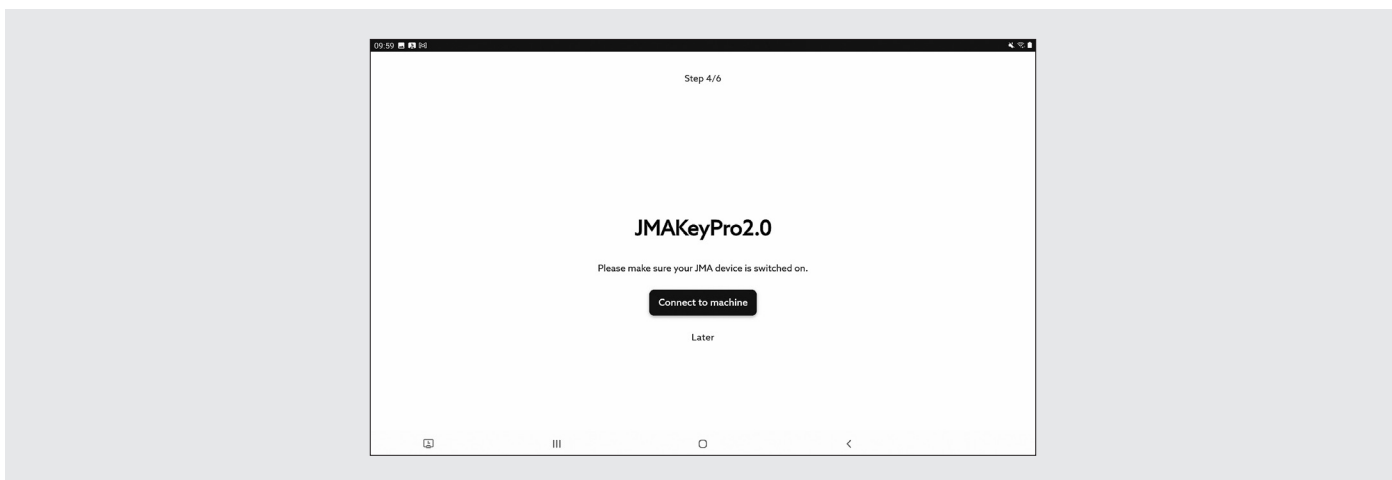 09:59
Step 4/6
JMAKeyPro2.0
Please make sure your JMA device is switched on.
Connect to machine
Later